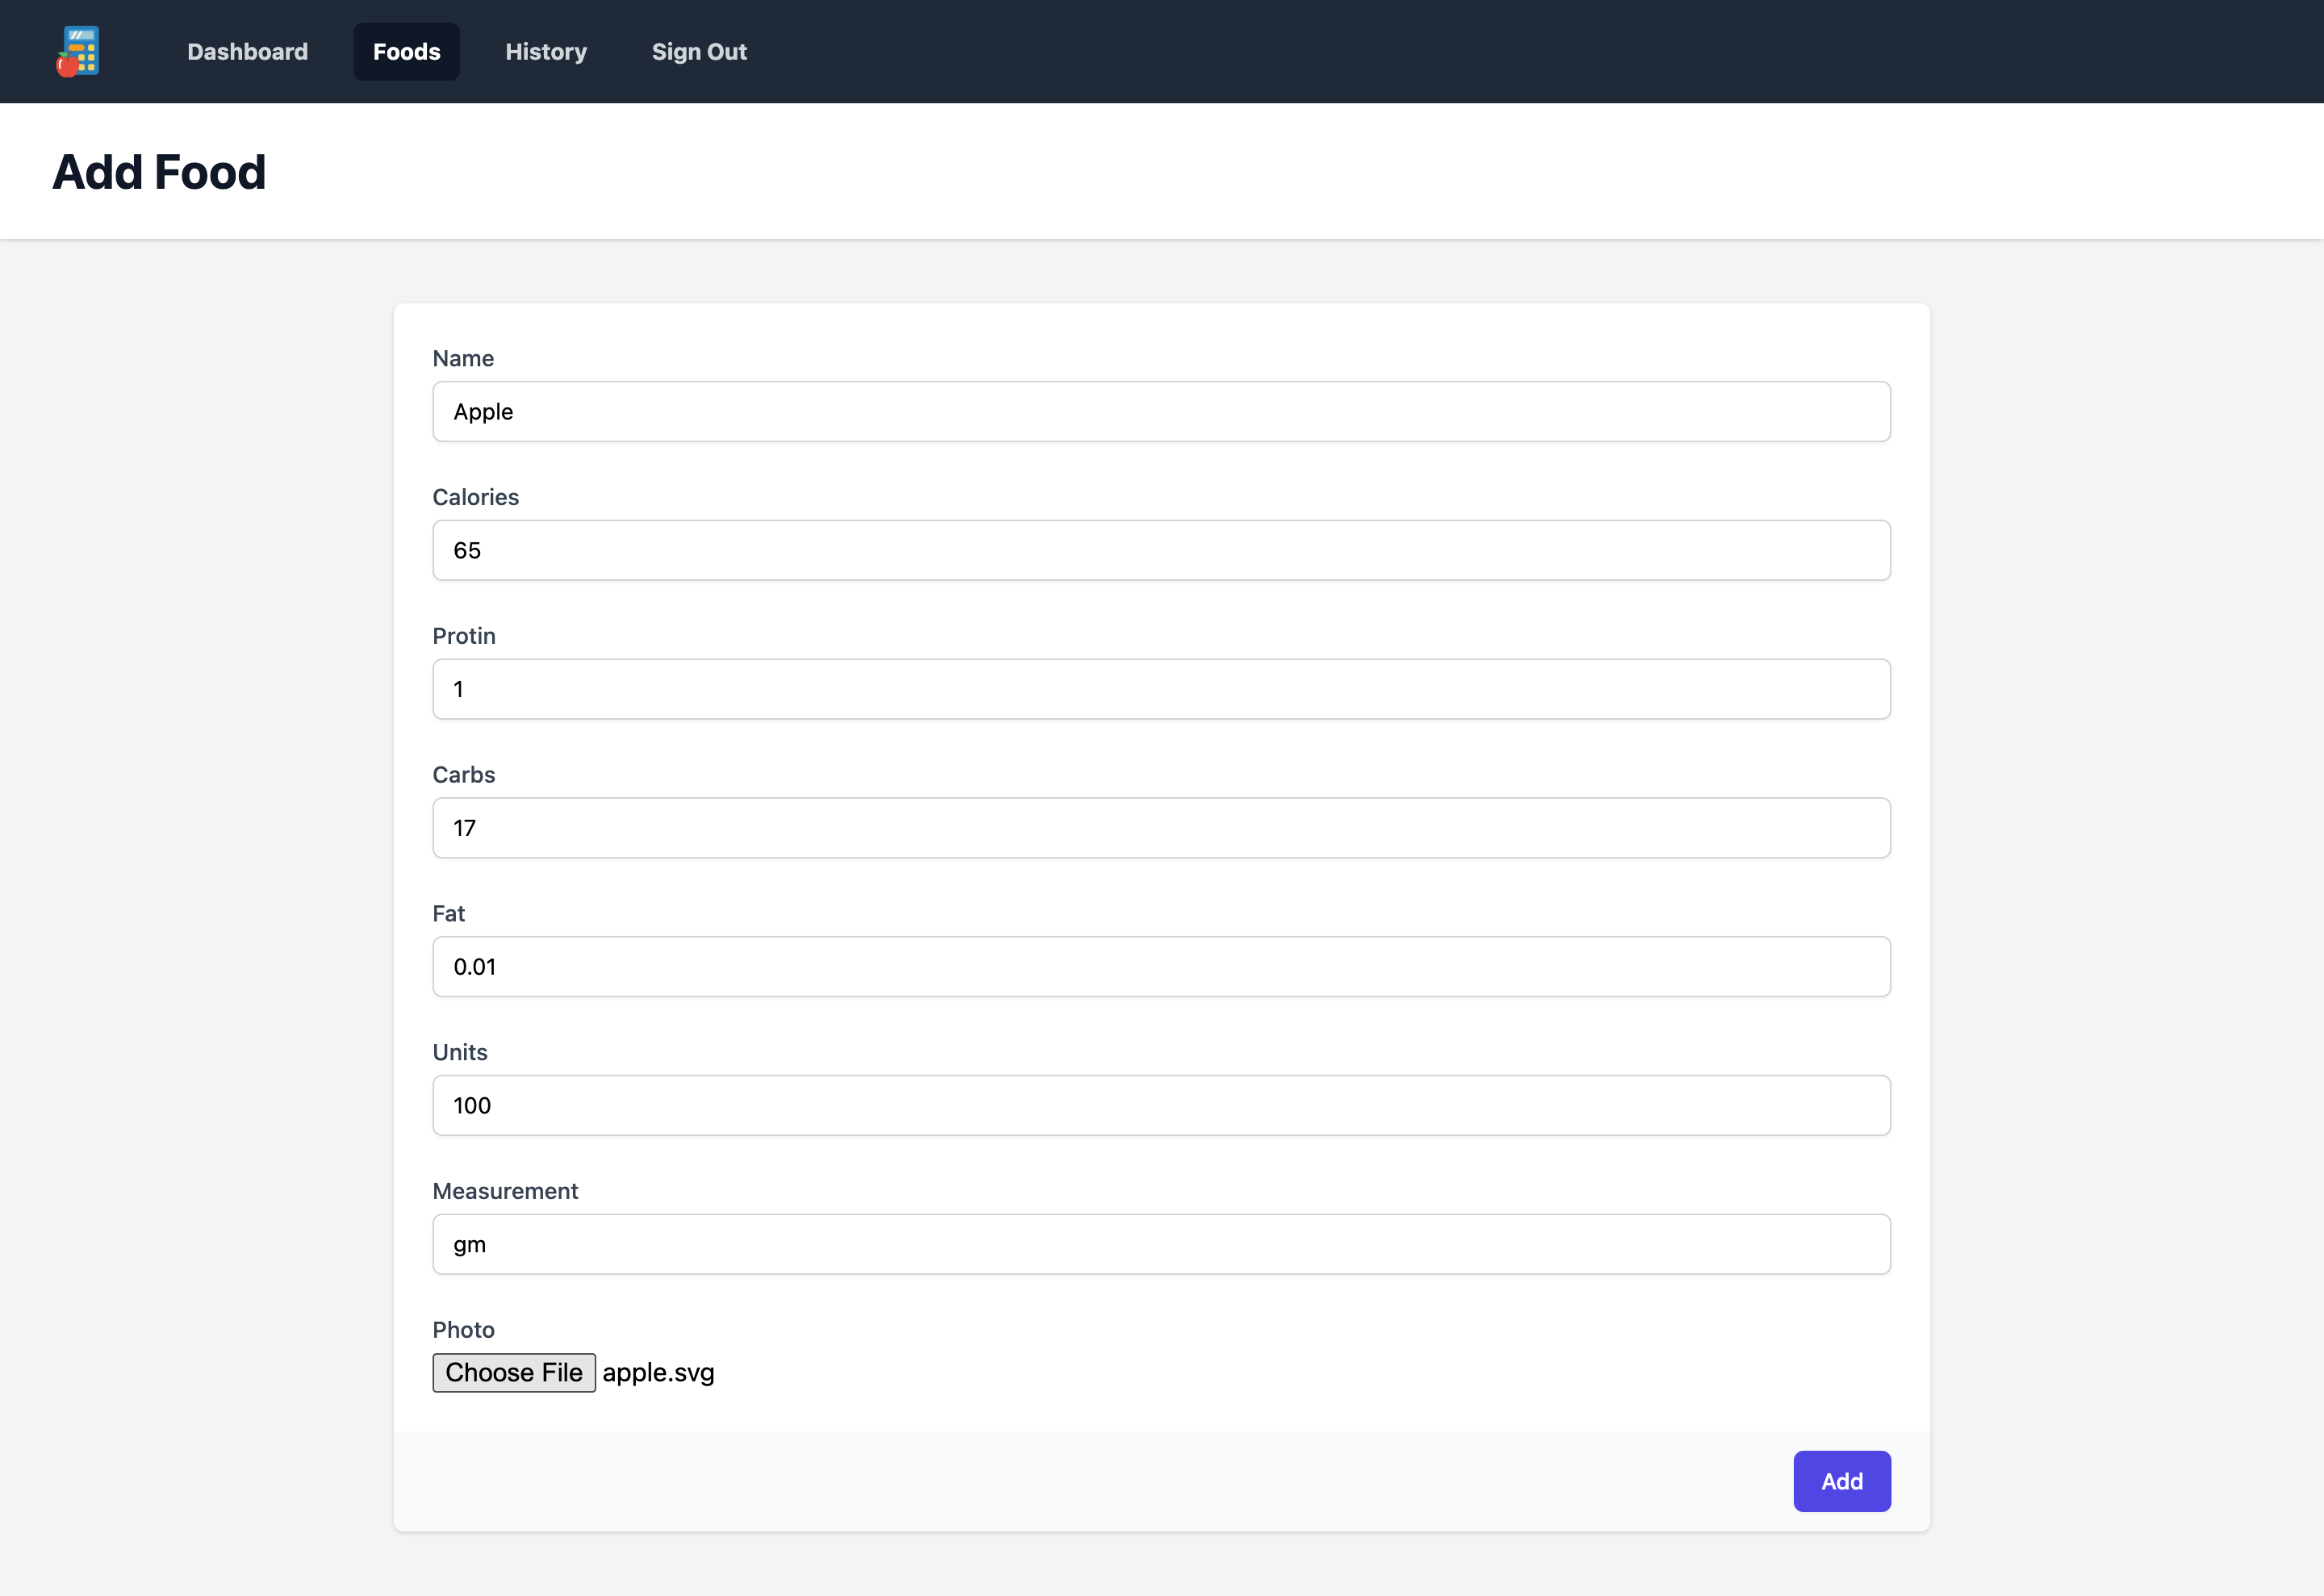 Dashboard Foods History Sign Out
Add Food
Name
Apple
Calories
65
Protin
1
Carbs
17
Fat
0.01
Units
100
Measurement
gm
Photo
Choose File apple.svg
Add